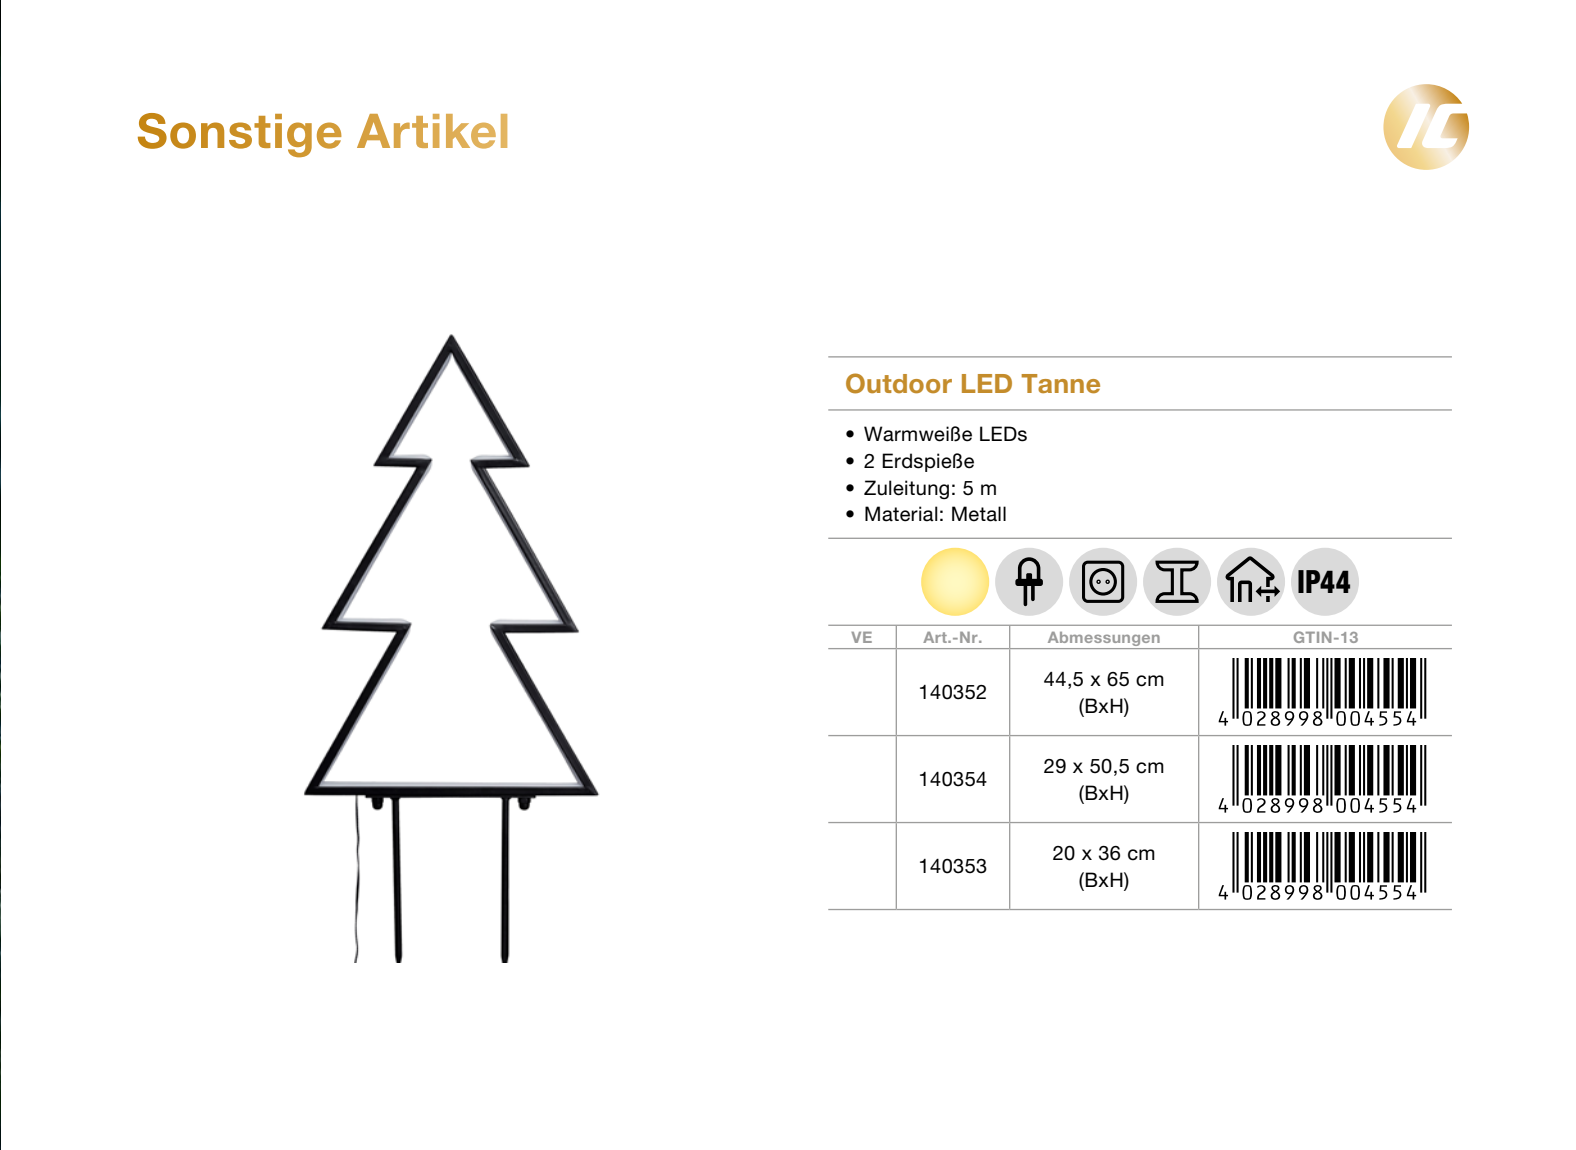 Sonstige Artikel
IC
Outdoor LED Tanne
• Warmweiße LEDs
• 2 Erdspieße
• Zuleitung: 5 m
• Material: Metall
IP44
VE Art.-Nr. Abmessungen GTIN-13
140352 44,5 x 65 cm (BxH) 4 028998 004554
140354 29 x 50,5 cm (BxH) 4 028998 004554
140353 20 x 36 cm (BxH) 4 028998 004554